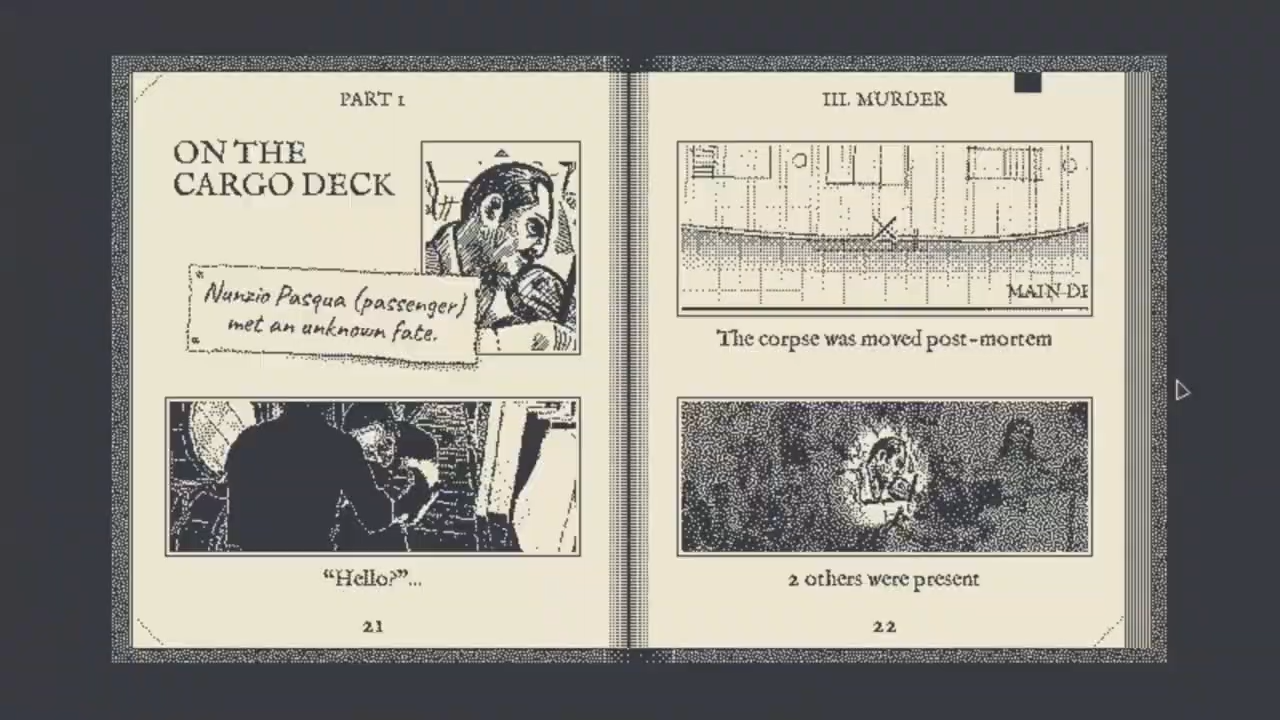 PART 1
ON THE
CARGO DECK
Nunzio Pasqua (passenger)
met an unknown fate.
"Hello?"...
21
III. MURDER
MAIN DE
The corpse was moved post-mortem
2 others were present
22